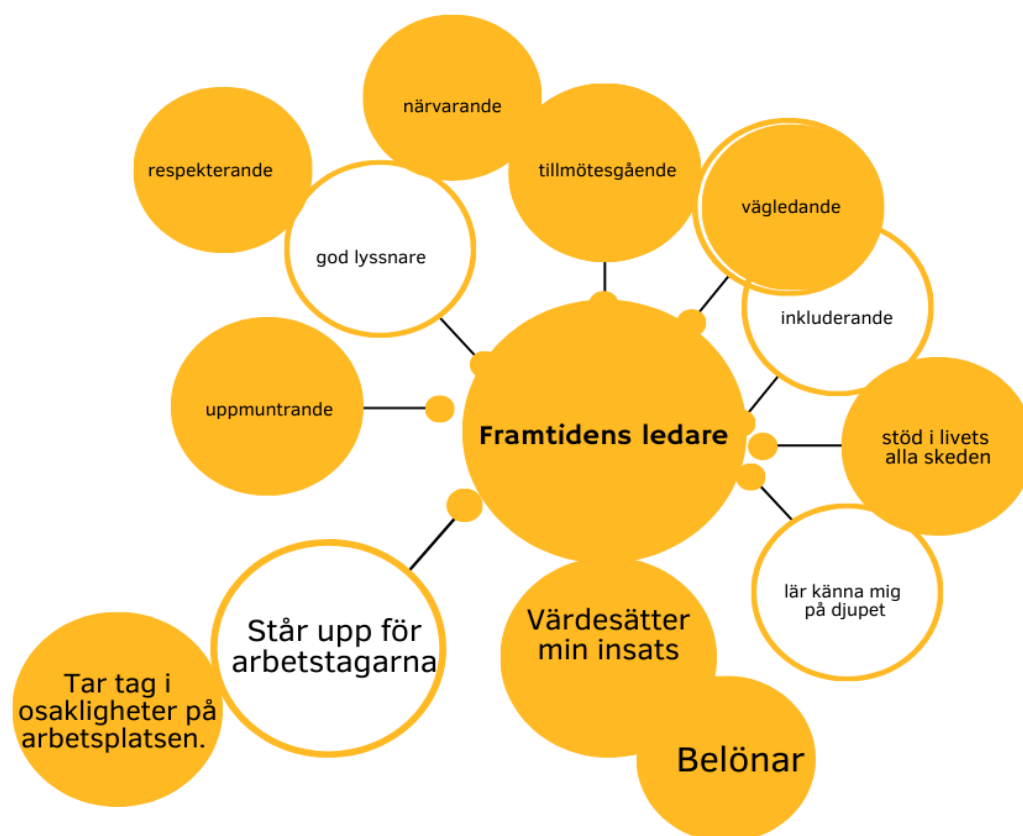 närvarande
respekterande
tillmötesgående
vägledande
god lyssnare
inkluderande
uppmuntrande
Framtidens ledare
stöd i livets
alla skeden
lär känna mig
på djupet
Står upp för
arbetstagarna
Värdesätter
min insats
Tar tag i
osakligheter på
arbetsplatsen.
Belönar